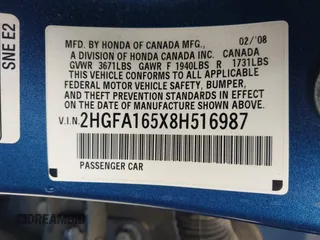 SNE E2
MFD. BY HONDA OF CANADA MFG., 02/'08
A DIVISION OF HONDA CANADA INC. CANADA
GVWR 3671LBS GAWR F 1940LBS R 1731LBS
THIS VEHICLE CONFORMS TO ALL APPLICABLE
FEDERAL MOTOR VEHICLE SAFETY, BUMPER,
AND THEFT PREVENTION STANDARDS IN
EFFECT ON THE DATE OF MANUFACTURE
SHOWN ABOVE.
V.I.N. 2HGFA165X8H516987
PASSENGER CAR
DREAMBID